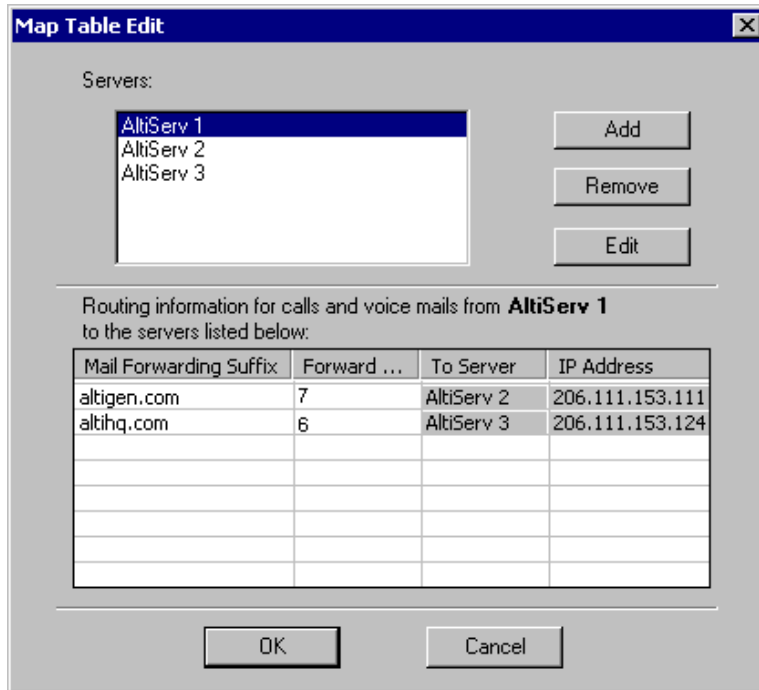 Map Table Edit
Servers:
AltiServ 1
AltiServ 2
AltiServ 3
Add
Remove
Edit
Routing information for calls and voice mails from AltiServ 1
to the servers listed below:
Mail Forwarding Suffix Forward ... To Server IP Address
altigen.com 7 AltiServ 2 206.111.153.111
altihq.com 6 AltiServ 3 206.111.153.124
OK Cancel